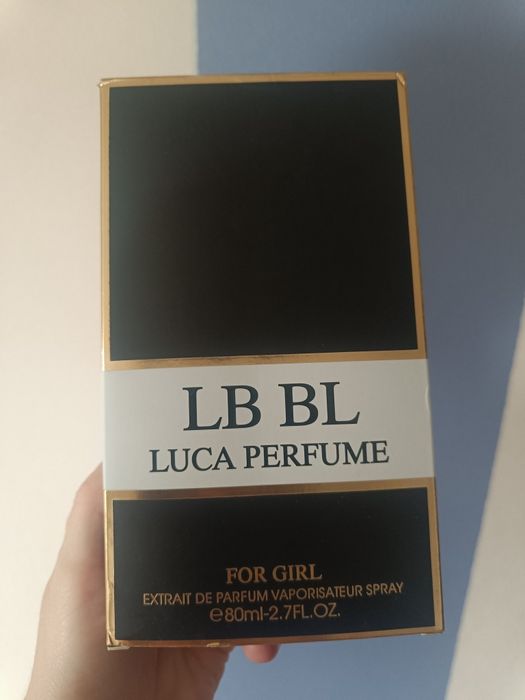 LB BL
LUCA PERFUME
FOR GIRL
EXTRAIT DE PARFUM VAPORISATEUR SPRAY
℮80ml-2.7FL.OZ.